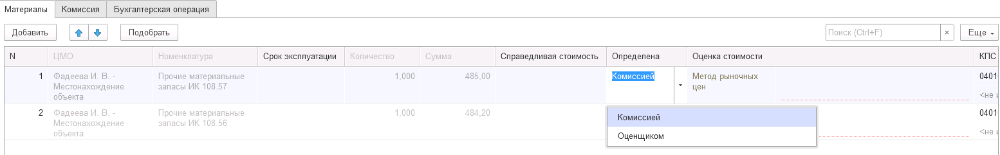 Материалы Комиссия Бухгалтерская операция
Добавить Подобрать Поиск (Ctrl+F) × Еще
N ЦМО Номенклатура Срок эксплуатации Количество Сумма Справедливая стоимость Определена Оценка стоимости КПС
1 Фадеева И. В. - Прочие материальные 1,000 485,00 Комиссией Метод рыночных 0401
Местонахождение запасы ИК 108.57 цен
объекта <не и
2 Фадеева И. В. - Прочие материальные 1,000 484,20 Комиссией 0401
Местонахождение запасы ИК 108.56
объекта Оценщиком <не и